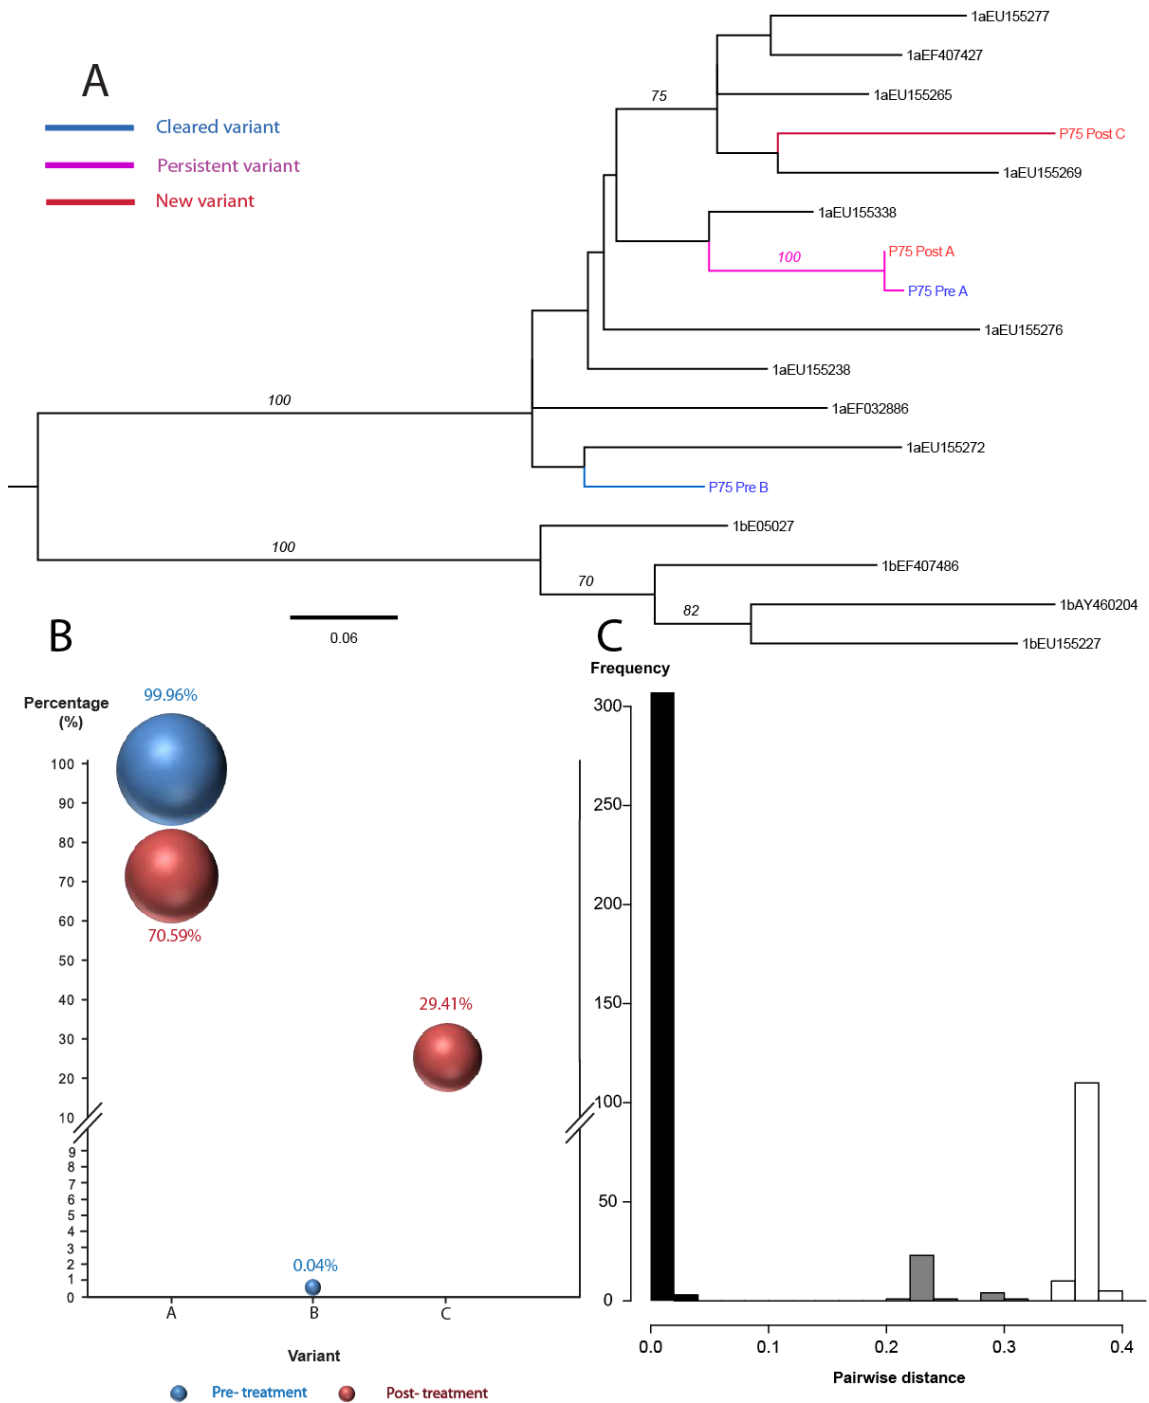 A
Cleared variant
Persistent variant
New variant
1aEU155277
1aEF407427
75
1aEU155265
P75 Post C
1aEU155269
1aEU155338
P75 Post A
100
P75 Pre A
1aEU155276
1aEU155238
100
1aEF032886
1aEU155272
P75 Pre B
1bE05027
100
1bEF407486
70
1bAY460204
82
1bEU155227
0.06
B
Percentage
(%)
99.96%
100
90
80
70
60
50
40
30
20
10
9
8
7
6
5
4
3
2
1
0
70.59%
29.41%
0.04%
A B C
Variant
Pre- treatment Post- treatment
C
Frequency
300
250
200
150
100
50
0
0.0 0.1 0.2 0.3 0.4
Pairwise distance